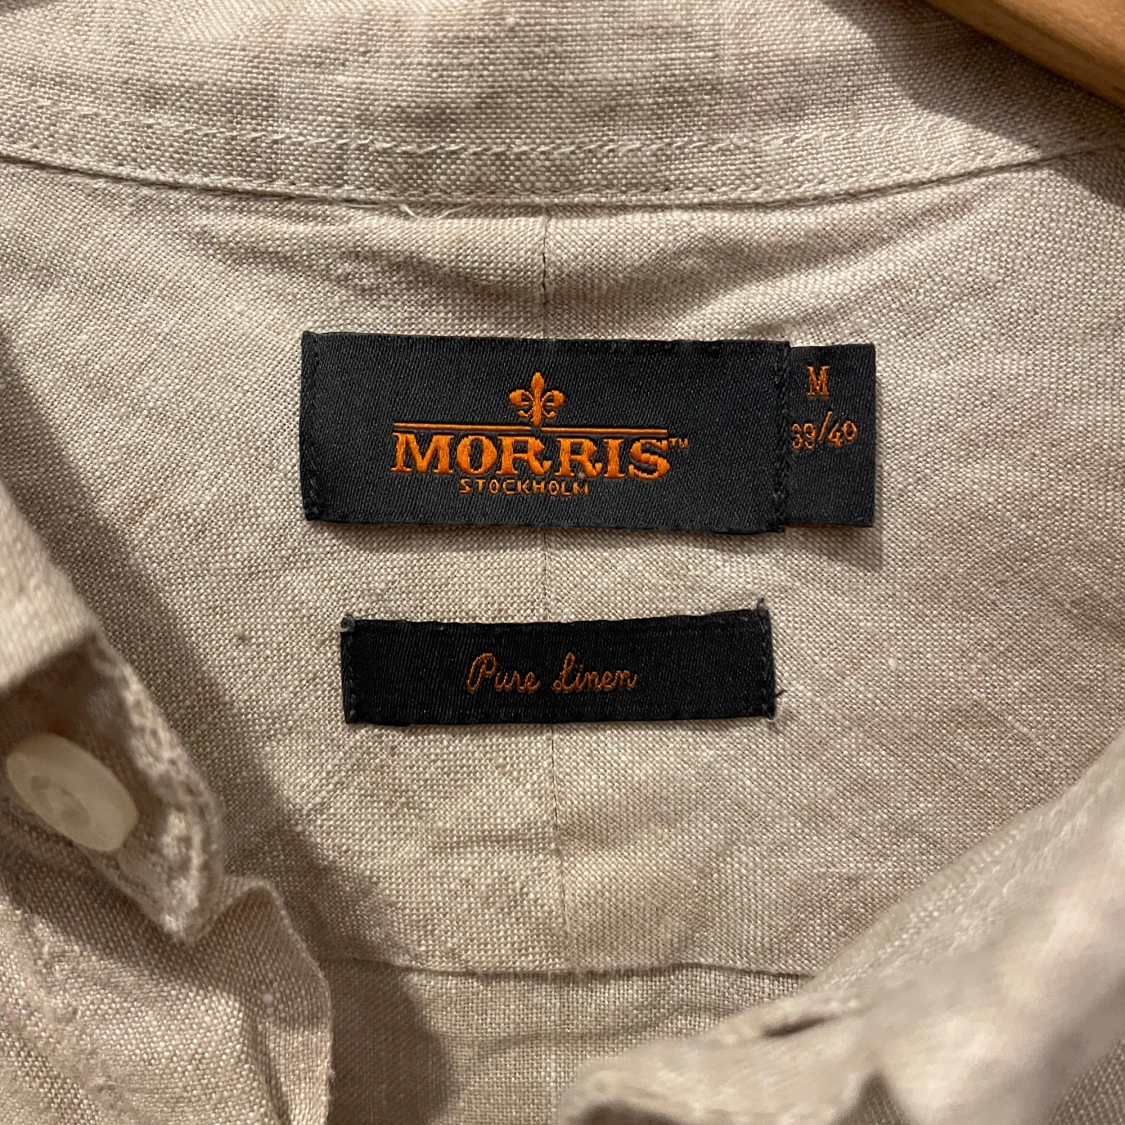 MORRIS™
STOCKHOLM
M
39/40
Pure Linen